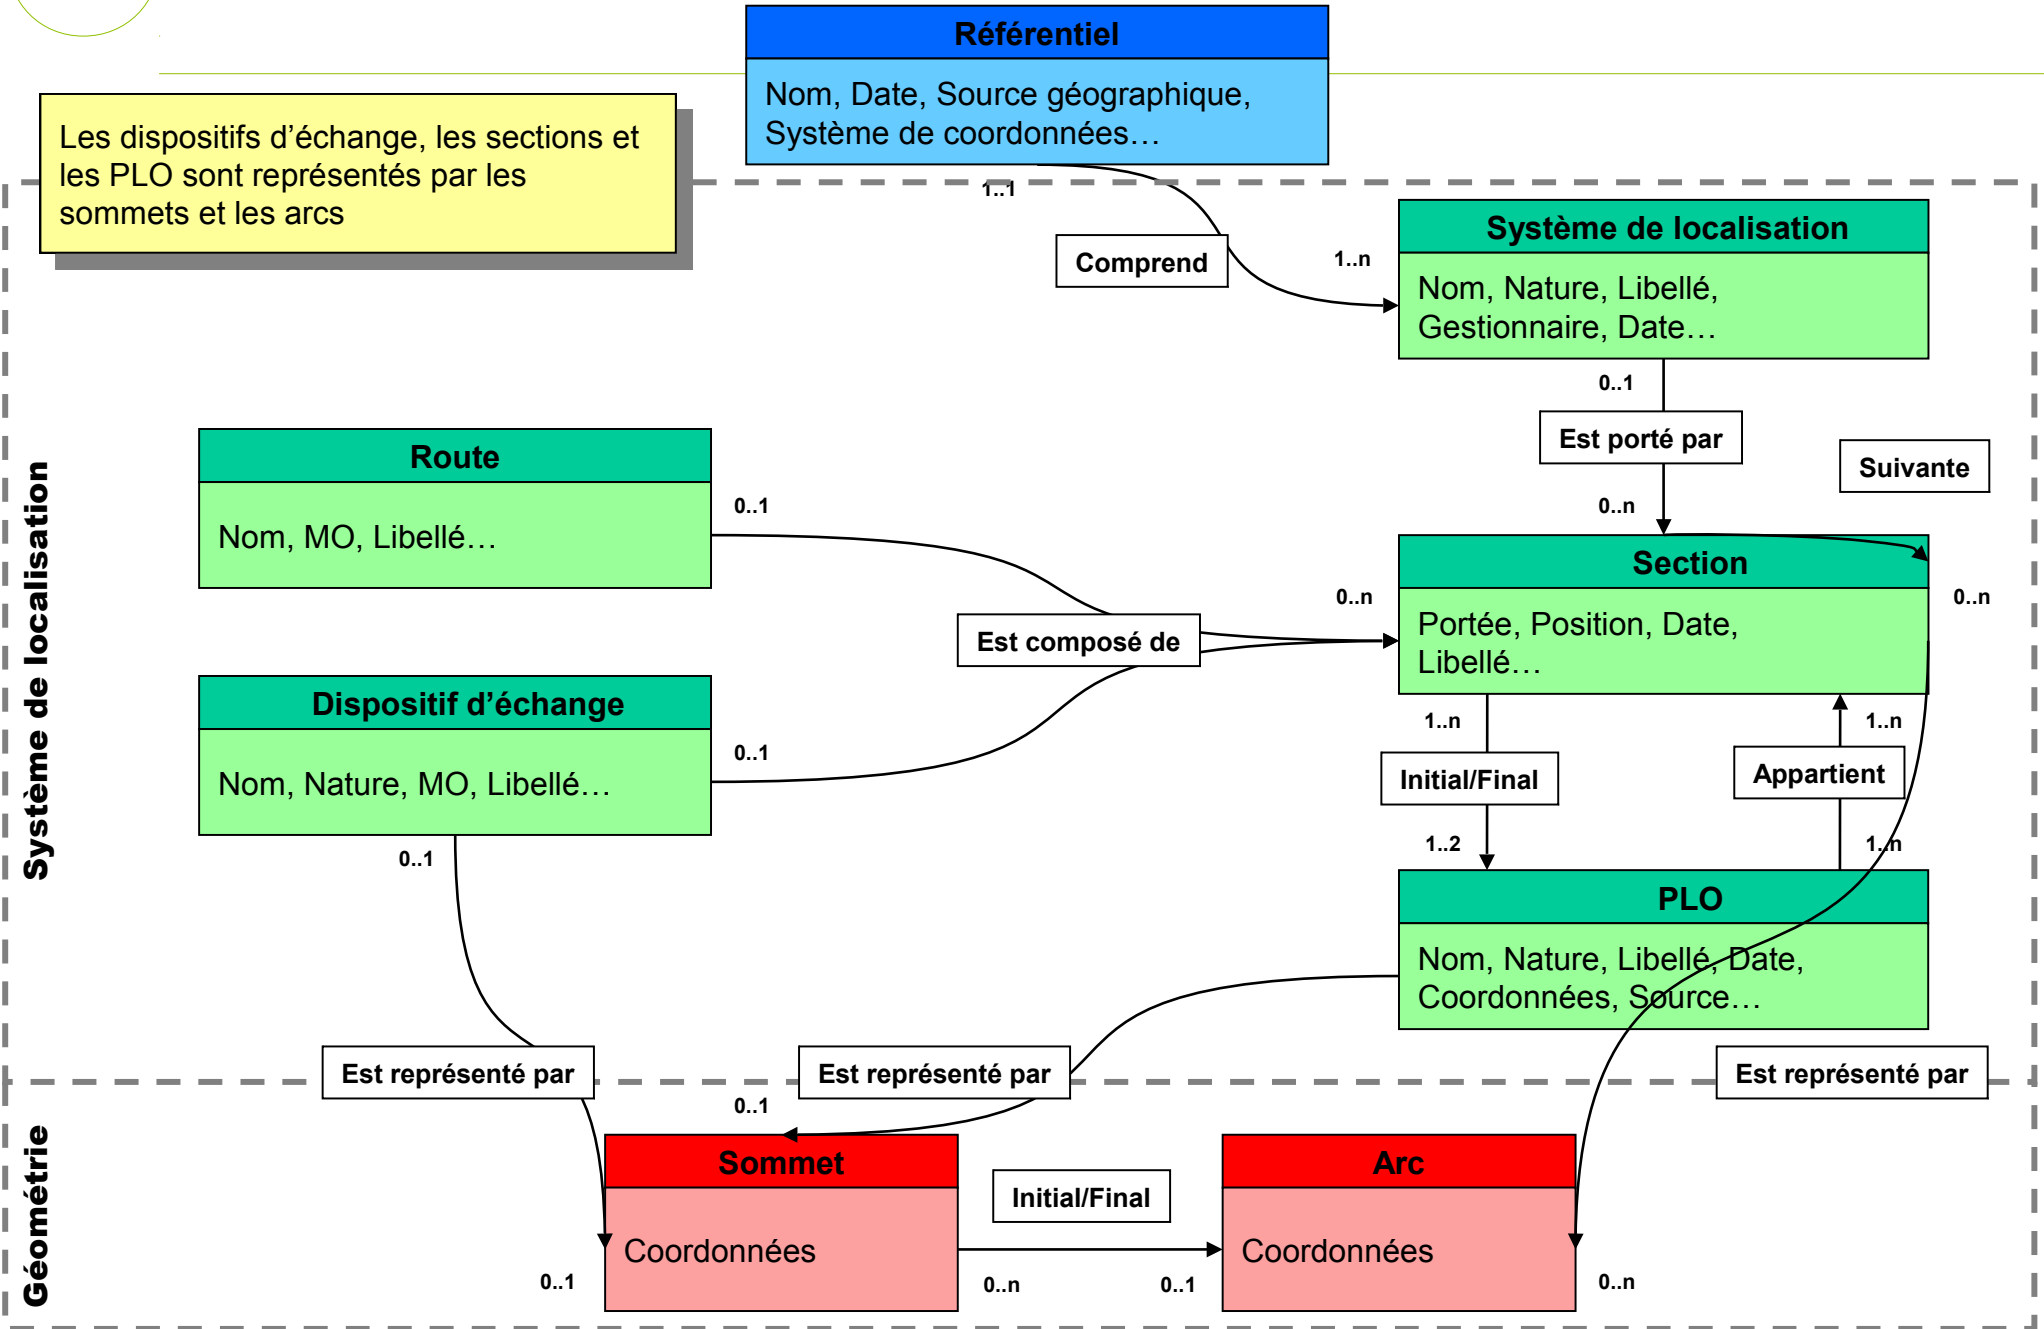 Référentiel
Nom, Date, Source géographique,
Système de coordonnées…
Les dispositifs d’échange, les sections et
les PLO sont représentés par les
sommets et les arcs
1..1
Comprend
1..n
Système de localisation
Nom, Nature, Libellé,
Gestionnaire, Date…
0..1
Est porté par
0..n
Suivante
Système de localisation
Route
Nom, MO, Libellé…
0..1
Section
Portée, Position, Date,
Libellé…
0..n
0..n
Est composé de
Dispositif d’échange
Nom, Nature, MO, Libellé…
0..1
0..1
1..n
Initial/Final
1..2
1..n
Appartient
1..n
PLO
Nom, Nature, Libellé, Date,
Coordonnées, Source…
Est représenté par
Est représenté par
Est représenté par
0..1
Géométrie
Sommet
Coordonnées
0..1
Initial/Final
0..n
0..1
Arc
Coordonnées
0..n